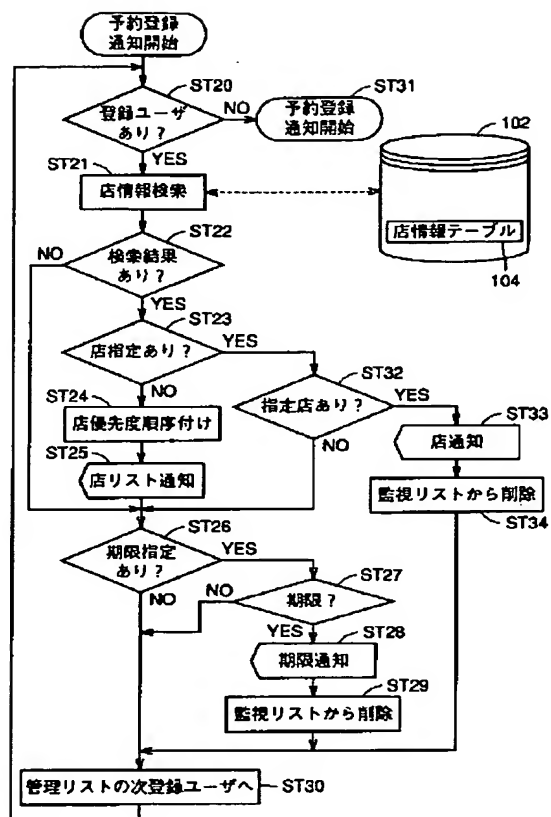 予約登録
通知開始
ST20
登録ユーザ
あり？
NO
ST31
予約登録
通知開始
YES
ST21
店情報検索
102
店情報テーブル
104
ST22
NO
検索結果
あり？
YES
ST23
店指定あり？
YES
NO
ST32
指定店あり？
YES
NO
ST33
店通知
ST24
店優先度順序付け
ST25
店リスト通知
監視リストから削除
ST34
ST26
期限指定
あり？
YES
NO
ST27
NO
期限？
YES
ST28
期限通知
ST29
監視リストから削除
管理リストの次登録ユーザへ
ST30